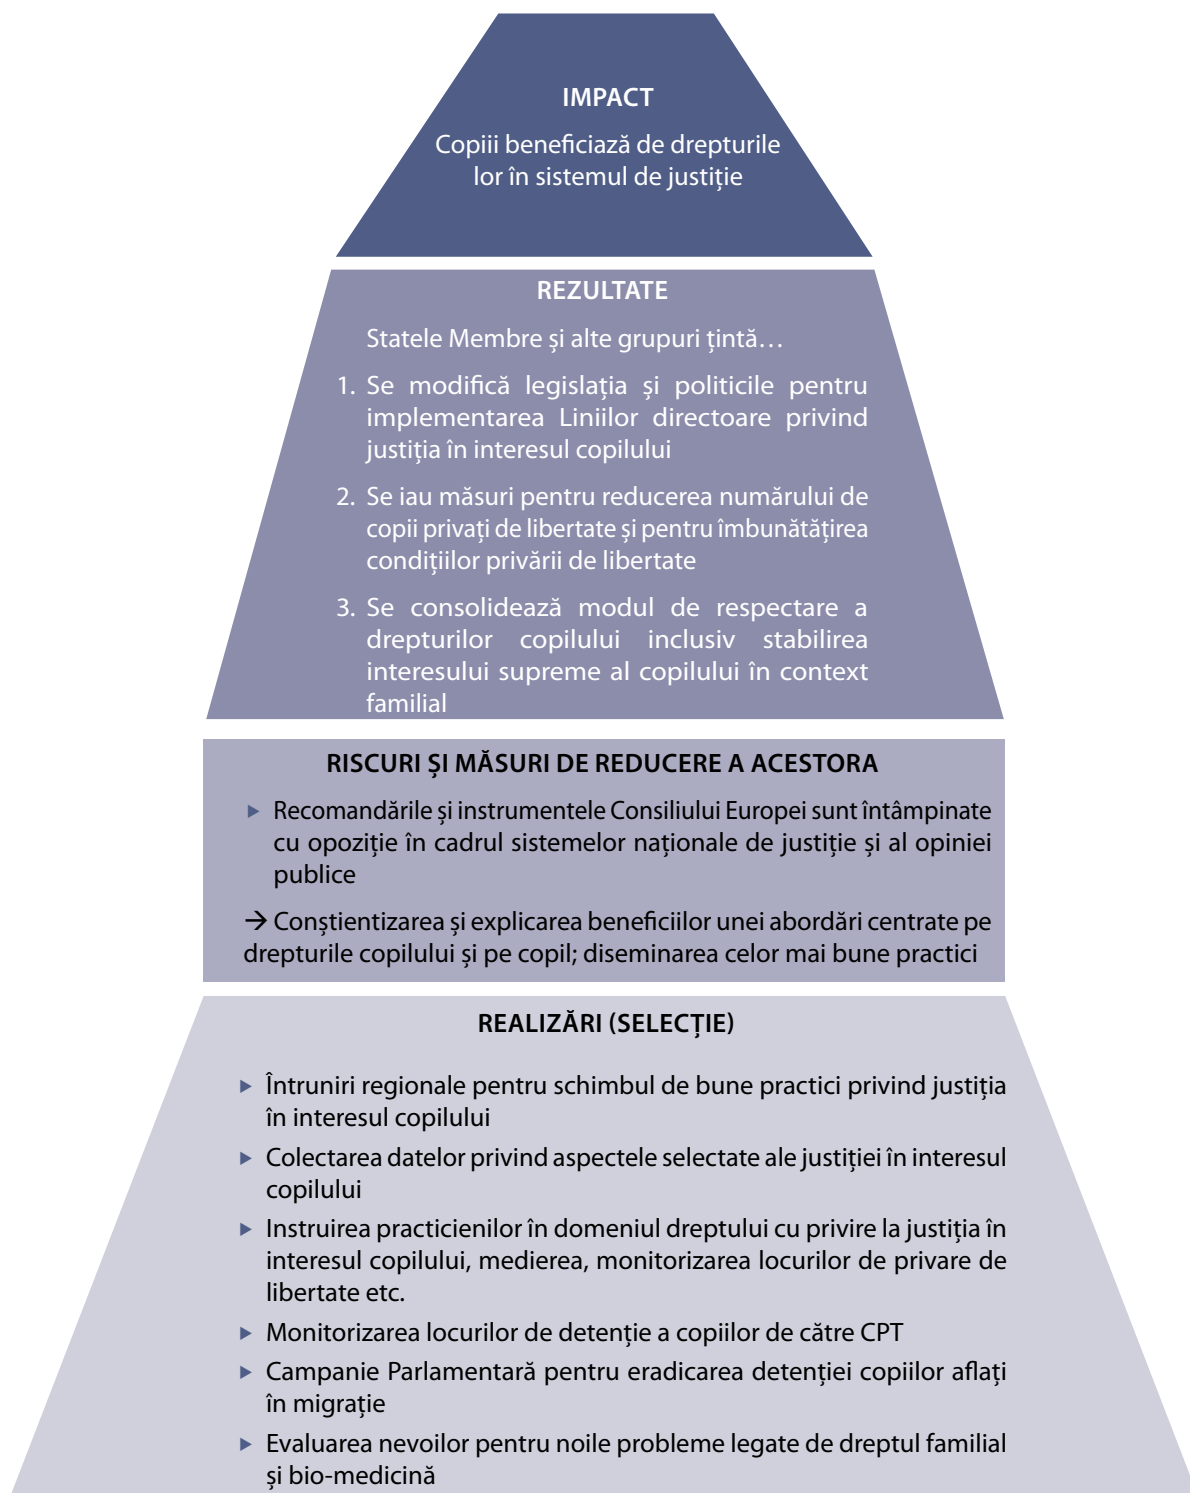 IMPACT
Copiii beneficiază de drepturile
lor în sistemul de justiție
REZULTATE
Statele Membre și alte grupuri țintă…
1. Se modifică legislația și politicile pentru
implementarea Liniilor directoare privind
justiția în interesul copilului
2. Se iau măsuri pentru reducerea numărului de
copii privați de libertate și pentru îmbunătățirea
condițiilor privării de libertate
3. Se consolidează modul de respectare a
drepturilor copilului inclusiv stabilirea
interesului supreme al copilului în context
familial
RISCURI ȘI MĂSURI DE REDUCERE A ACESTORA
▶ Recomandările și instrumentele Consiliului Europei sunt întâmpinate
cu opoziție în cadrul sistemelor naționale de justiție și al opiniei
publice
→ Conștientizarea și explicarea beneficiilor unei abordări centrate pe
drepturile copilului și pe copil; diseminarea celor mai bune practici
REALIZĂRI (SELECȚIE)
▶ Întruniri regionale pentru schimbul de bune practici privind justiția
în interesul copilului
▶ Colectarea datelor privind aspectele selectate ale justiției în interesul
copilului
▶ Instruirea practicienilor în domeniul dreptului cu privire la justiția în
interesul copilului, medierea, monitorizarea locurilor de privare de
libertate etc.
▶ Monitorizarea locurilor de detenție a copiilor de către CPT
▶ Campanie Parlamentară pentru eradicarea detenției copiilor aflați
în migrație
▶ Evaluarea nevoilor pentru noile probleme legate de dreptul familial
și bio-medicină